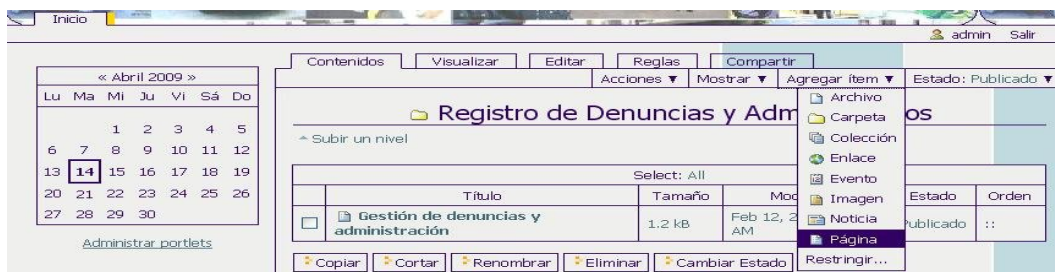 Inicio
admin Salir
Contenidos Visualizar Editar Reglas Compartir
Acciones ▼ Mostrar ▼ Agregar ítem ▼ Estado: Publicado ▼
« Abril 2009 »
Lu Ma Mi Ju Vi Sá Do
1 2 3 4 5
6 7 8 9 10 11 12
13 14 15 16 17 18 19
20 21 22 23 24 25 26
27 28 29 30
Administrar portlets
Registro de Denuncias y Adm os
Subir un nivel
Select: All
Título Tamaño Mod Estado Orden
Gestión de denuncias y
administración
1.2 kB Feb 12, 2
AM
Publicado ::
Copiar Cortar Renombrar Eliminar Cambiar Estado
Archivo
Carpeta
Colección
Enlace
Evento
Imagen
Noticia
Página
Restringir...